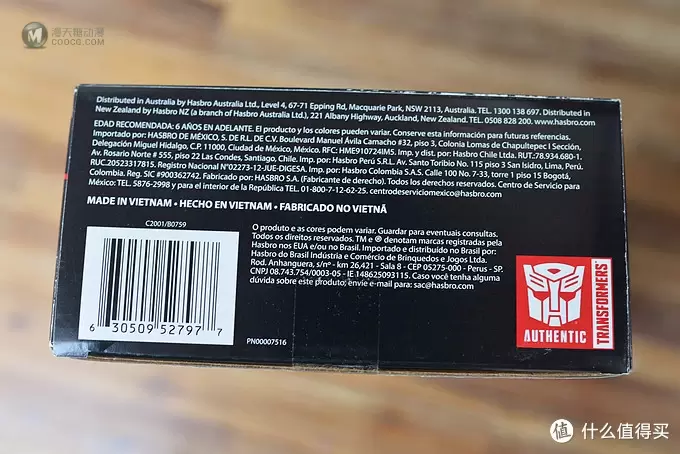 漫天糖动漫
COOCE.COM
Distributed in Australia by Hasbro Australia Ltd., Level 4, 67-71 Epping Rd, Macquarie Park, NSW 2113, Australia. TEL. 1300 138 697. Distributed in
New Zealand by Hasbro NZ (a branch of Hasbro Australia Ltd.), 221 Albany Highway, Auckland, New Zealand. TEL. 0508 828 200. www.hasbro.com
EDAD RECOMENDADA: 6 AÑOS EN ADELANTE. El producto y los colores pueden variar. Conserve esta información para futuras referencias.
Importado por: HASBRO DE MÉXICO, S. DE R.L. DE C.V. Boulevard Manuel Ávila Camacho #32, piso 3, Colonia Lomas de Chapultepec I Sección,
Delegación Miguel Hidalgo, C.P. 11000, Ciudad de México, México. RFC: HME910724IM5. Imp. y dist. por: Hasbro Chile Ltda. RUT:78.934.680-1.
Av. Rosario Norte # 555, piso 22 Las Condes, Santiago, Chile. Imp. por: Hasbro Perú S.R.L. Av. Santo Toribio No. 115 piso 3 San Isidro, Lima, Perú.
RUC.20523317815. Registro Nacional N°02273-12-JUE-DIGESA. Imp. por: Hasbro Colombia S.A.S. Calle 100 No. 7-33, torre 1 piso 15 Bogotá,
Colombia. Reg. SIC #900362742. Fabricado por: HASBRO S.A. (Fabricante de derecho). Todos los derechos reservados. Centro de Servicio para
México: TEL. 5876-2998 y para el interior de la República TEL. 01-800-7-12-62-25. centrodeserviciomexico@hasbro.com
MADE IN VIETNAM • HECHO EN VIETNAM • FABRICADO NO VIETNÃ
C2001/B0759
6 30509 52797 7
PN00007516
O produto e as cores podem variar. Guardar para eventuais consultas.
Todos os direitos reservados. TM e ® denotam marcas registradas pela
Hasbro nos EUA e/ou no Brasil. Importado e distribuído no Brasil por:
Hasbro do Brasil Indústria e Comércio de Brinquedos e Jogos Ltda.
Rod. Anhanguera, s/nº - km 26,421 - Sala 8 - CEP 05275-000 - Perus - SP.
CNPJ 08.743.754/0003-05 - IE 148625093115. Caso você tenha alguma
dúvida sobre este produto, envie e-mail para: sac@hasbro.com.
AUTHENTIC
TRANSFORMERS
值 什么值得买